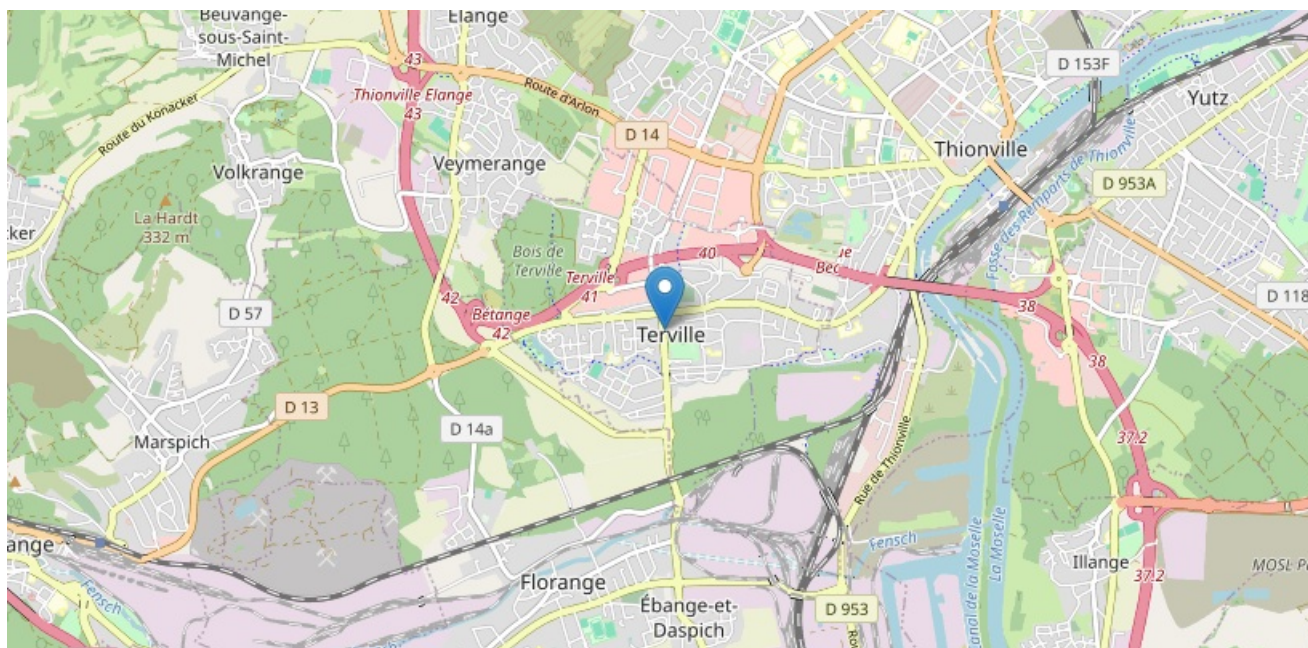 Beuvange-
sous-Saint-
Michel
Elange
43
Thionville Elange
43
Route d'Arlon
D 14
D 153F
Yutz
Route du Konacker
Volkrange
Veymerange
Thionville
D 953A
Fosse des Remparts de Thionville
La Hardt
332 m
cker
Bois de
Terville
40
ue
Bec
Terville
41
42
Bétange
42
38
D 118
D 57
Terville
38
D 13
D 14a
Marspich
37.2
Rue de Thionville
ange
Fensch
Canal de la Moselle
La Moselle
Fensch
Florange
Illange
MOSL P
37.2
Ébange-et-
Daspich
D 953
Ro